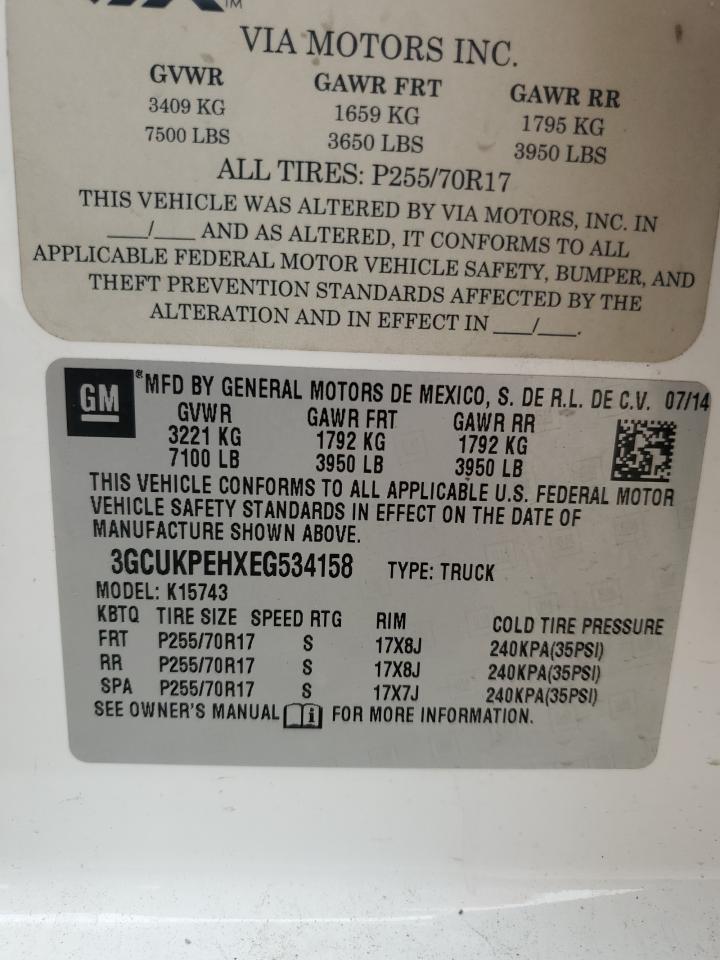 TM
VIA MOTORS INC.
GVWR GAWR FRT GAWR RR
3409 KG 1659 KG 1795 KG
7500 LBS 3650 LBS 3950 LBS
ALL TIRES: P255/70R17
THIS VEHICLE WAS ALTERED BY VIA MOTORS, INC. IN
___/___ AND AS ALTERED, IT CONFORMS TO ALL
APPLICABLE FEDERAL MOTOR VEHICLE SAFETY, BUMPER, AND
THEFT PREVENTION STANDARDS AFFECTED BY THE
ALTERATION AND IN EFFECT IN ___/___.
GM ® MFD BY GENERAL MOTORS DE MEXICO, S. DE R.L. DE C.V. 07/14
GVWR GAWR FRT GAWR RR
3221 KG 1792 KG 1792 KG
7100 LB 3950 LB 3950 LB
THIS VEHICLE CONFORMS TO ALL APPLICABLE U.S. FEDERAL MOTOR
VEHICLE SAFETY STANDARDS IN EFFECT ON THE DATE OF
MANUFACTURE SHOWN ABOVE.
3GCUKPEHXEG534158 TYPE: TRUCK
MODEL: K15743
KBTQ TIRE SIZE SPEED RTG RIM COLD TIRE PRESSURE
FRT P255/70R17 S 17X8J 240KPA(35PSI)
RR P255/70R17 S 17X8J 240KPA(35PSI)
SPA P255/70R17 S 17X7J 240KPA(35PSI)
SEE OWNER'S MANUAL i FOR MORE INFORMATION.